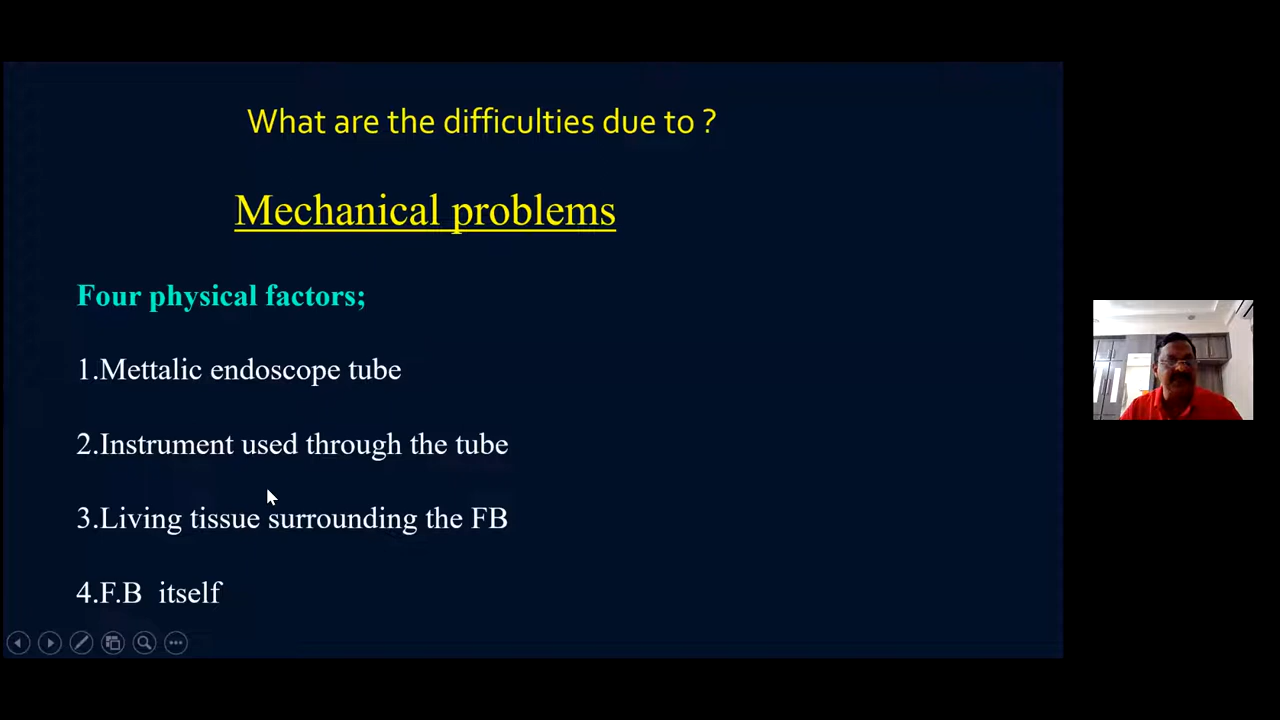 What are the difficulties due to ?
Mechanical problems
Four physical factors;
1.Mettalic endoscope tube
2.Instrument used through the tube
3.Living tissue surrounding the FB
4.F.B itself